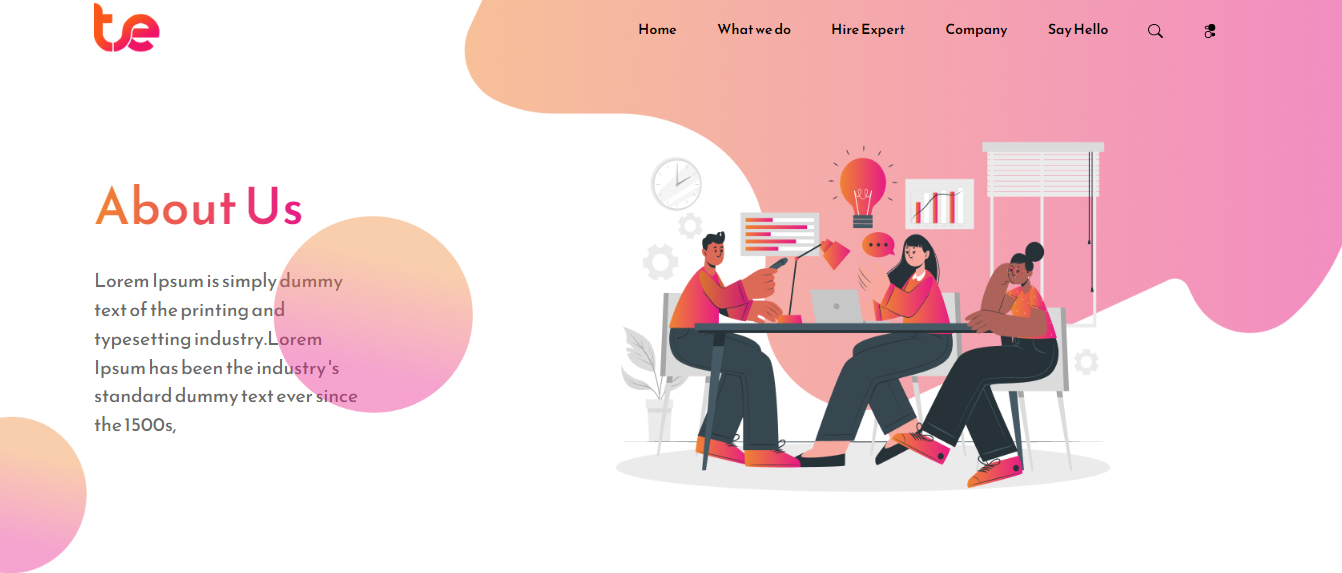 te
Home What we do Hire Expert Company Say Hello
About Us
Lorem Ipsum is simply dummy
text of the printing and
typesetting industry.Lorem
Ipsum has been the industry's
standard dummy text ever since
the 1500s,